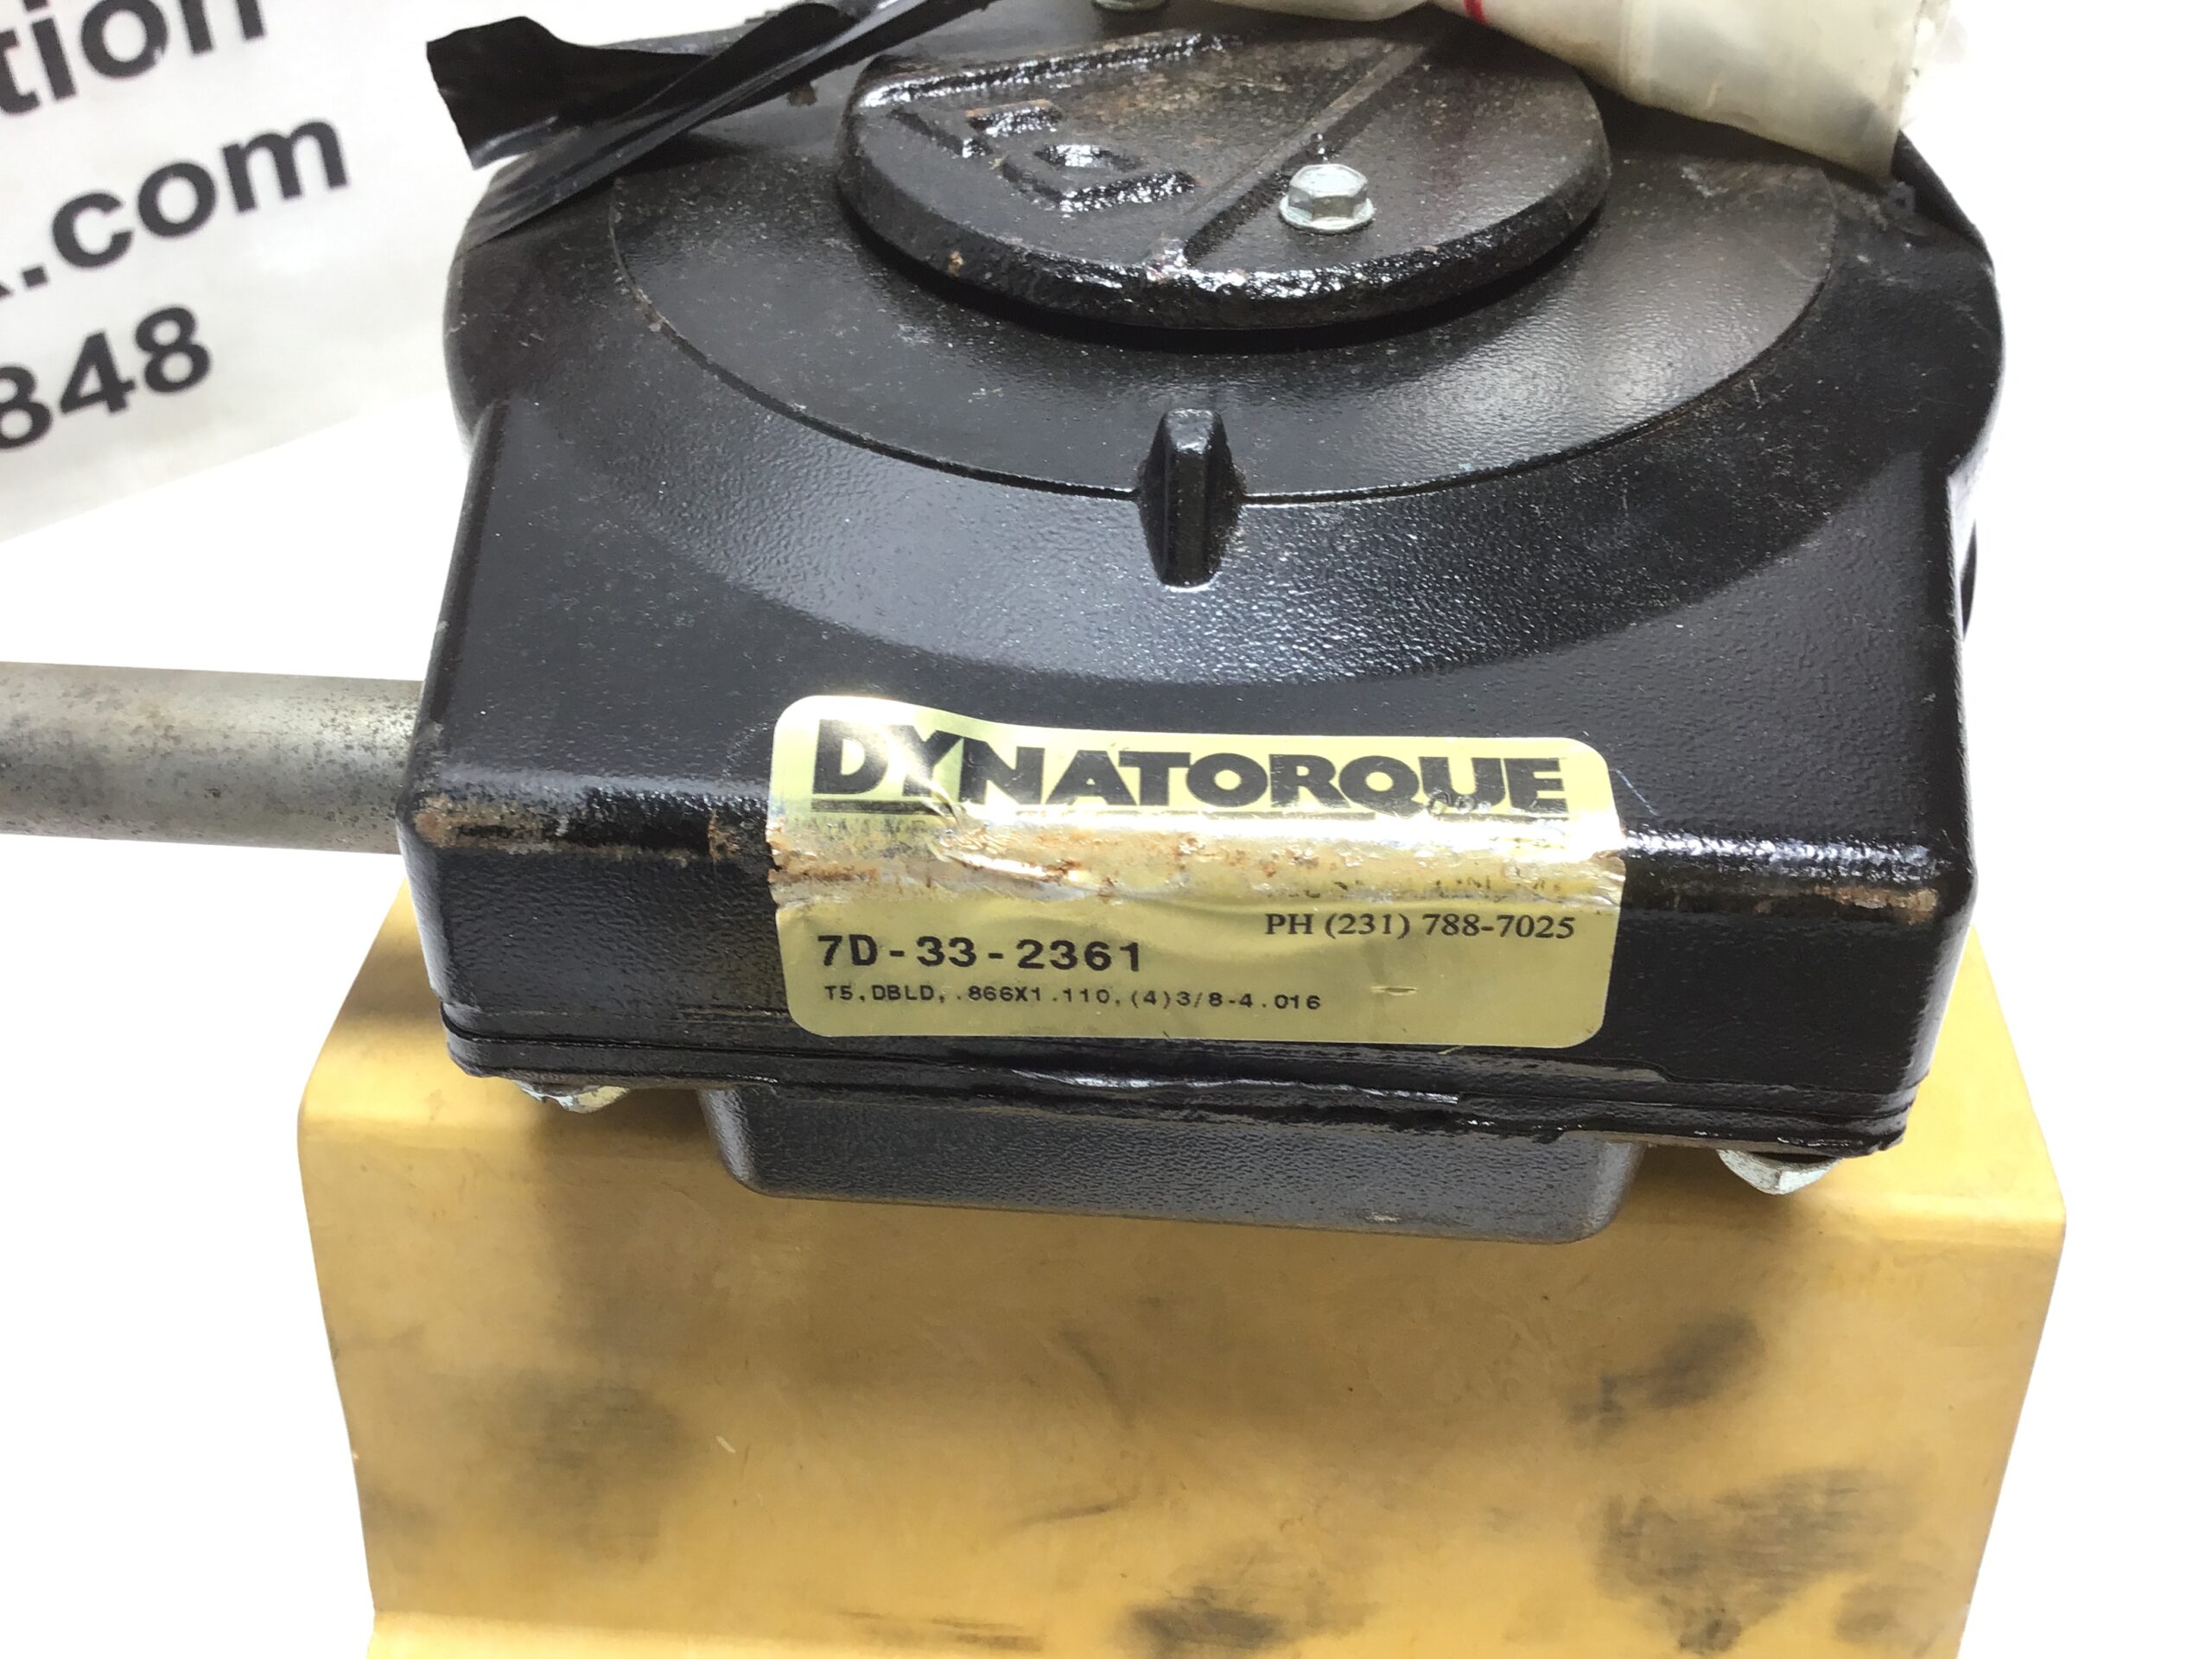 tion
.com
848
DYNATORQUE
PH (231) 788-7025
7D-33-2361
T5,DBLD,.866X1.110,(4)3/8-4.016